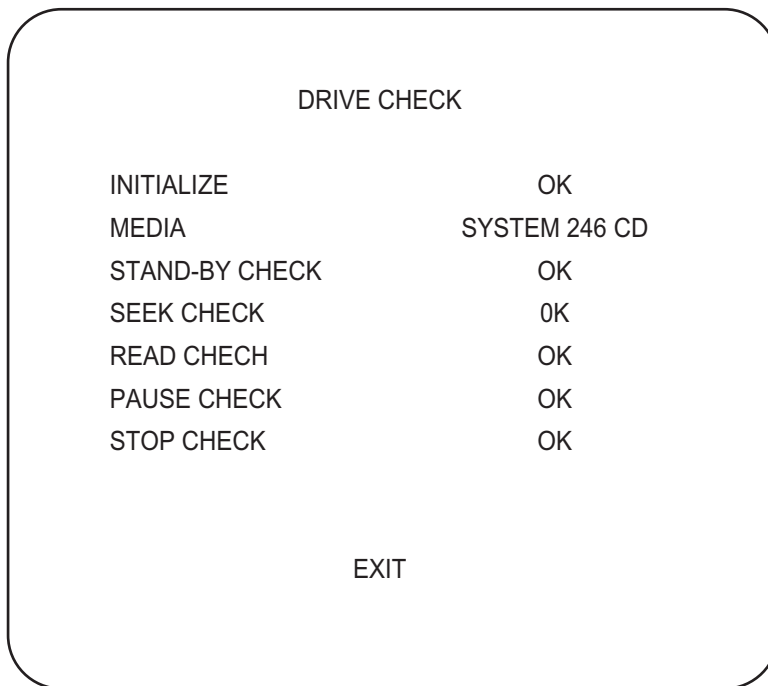 DRIVE CHECK
INITIALIZE OK
MEDIA SYSTEM 246 CD
STAND-BY CHECK OK
SEEK CHECK 0K
READ CHECH OK
PAUSE CHECK OK
STOP CHECK OK
EXIT